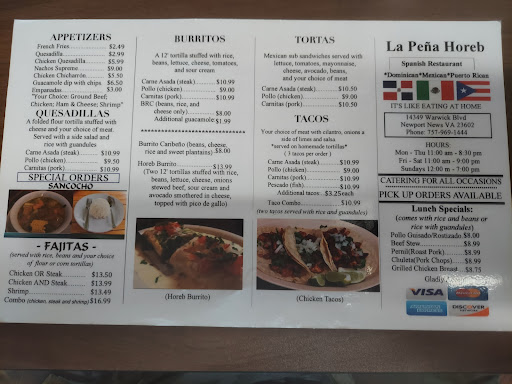 APPETIZERS
French Fries $2.49
Quesadilla $2.99
Chicken Quesadilla $5.99
Nachos Supreme $9.00
Chicken Chicharrón $5.50
Guacamole dip with chips $6.50
Empanadas $3.00
"Your Choice: Ground Beef;
Chicken; Ham & Cheese; Shrimp"
QUESADILLAS
A folded flour tortilla stuffed with
cheese and your choice of meat.
Served with a side salad and
rice with guandules
Carne Asada (steak) $10.99
Pollo (chicken) $9.50
Carnitas (pork) $10.99
SPECIAL ORDERS
SANCOCHO
- FAJITAS -
(served with rice, beans and your choice
of flour or corn tortillas)
Chicken OR Steak $13.50
Chicken AND Steak $13.99
Shrimp $13.49
Combo (chicken, steak and shrimp) $16.99
BURRITOS
A 12' tortilla stuffed with rice,
beans, lettuce, cheese, tomatoes,
and sour cream
Carne Asada (steak) $10.99
Pollo (chicken) $9.00
Carnitas (pork) $10.99
BRC (beans, rice, and
cheese only) $8.00
Additional guacamole $1.99
Burrito Caribeño (beans, cheese,
rice and sweet plantains) $8.00
Horeb Burrito $13.99
(Two 12' tortillas stuffed with
beans, rice, lettuce, cheese, onions
stewed beef, sour cream and
avocado smothered in cheese,
topped with pico de gallo)
(Horeb Burrito)
TORTAS
Mexican sub sandwiches served with
lettuce, tomatoes, mayonnaise,
cheese, avocado, beans,
and your choice of meat
Carne Asada (steak) $10.50
Pollo (chicken) $9.00
Carnitas (pork) $10.50
TACOS
Your choice of meat with cilantro, onions a
side of limes and salsa
*served on homemade tortillas*
( 3 tacos per order )
Carne Asada (steak) $10.99
Pollo (chicken) $9.00
Carnitas (pork) $10.99
Pescado (fish) $10.99
Additional tacos $3.25each
Taco Combo $10.99
(two tacos served with rice and guandules)
(Chicken Tacos)
La Peña Horeb
Spanish Restaurant
*Dominican*Mexican*Puerto Rican
IT'S LIKE EATING AT HOME
14349 Warwick Blvd
Newport News VA 23602
Phone: 757-969-1444
HOURS:
Mon - Thu 11:00 am - 8:30 pm
Fri - Sat 11:00 am - 9:00 pm
Sundays 12:00 m - 7:00 pm
CATERING FOR ALL OCCASIONS
PICK UP ORDERS AVAILABLE
Lunch Specials:
(comes with rice and beans or
rice with guandules)
Pollo Guisado/Rostizado $8.00
Beef Stew $8.99
Pernil(Roast Pork) $8.99
Chuleta(Pork Chops) $8.99
Grilled Chicken Breast $8.75
VISA
DISCOVER